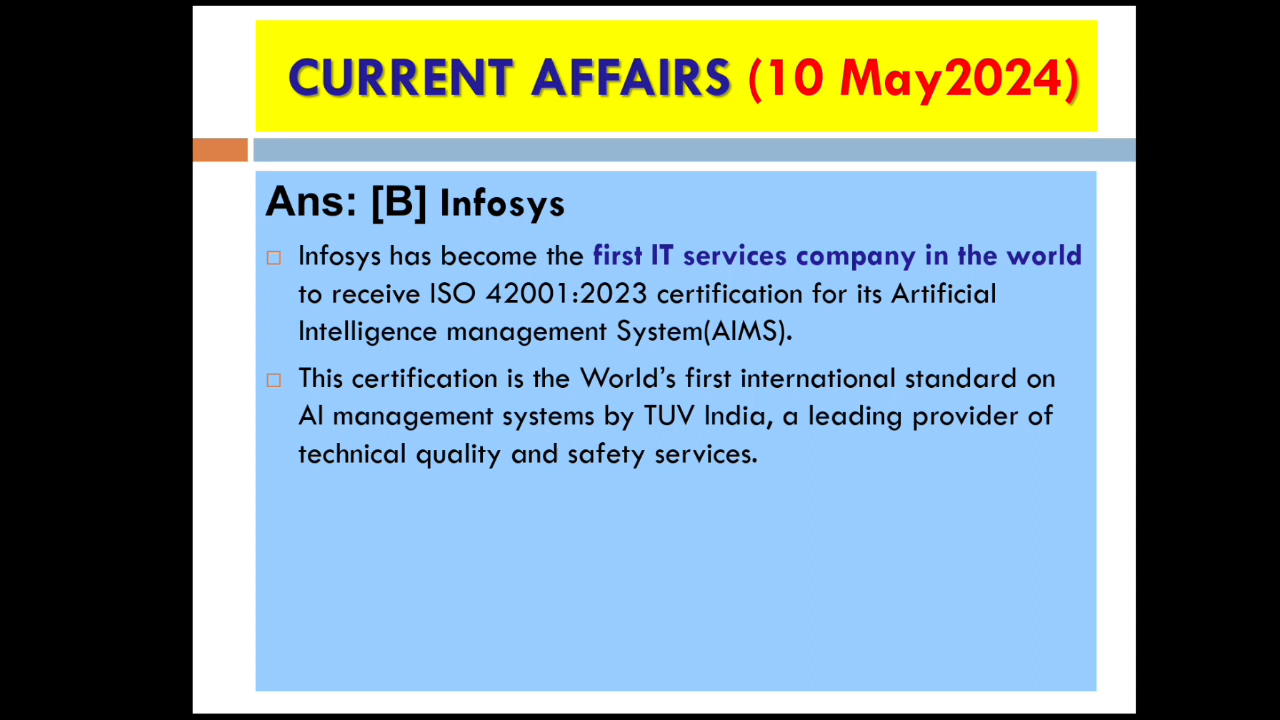 CURRENT AFFAIRS (10 May2024)
Ans: [B] Infosys
Infosys has become the first IT services company in the world
to receive ISO 42001:2023 certification for its Artificial
Intelligence management System(AIMS).
This certification is the World’s first international standard on
AI management systems by TUV India, a leading provider of
technical quality and safety services.